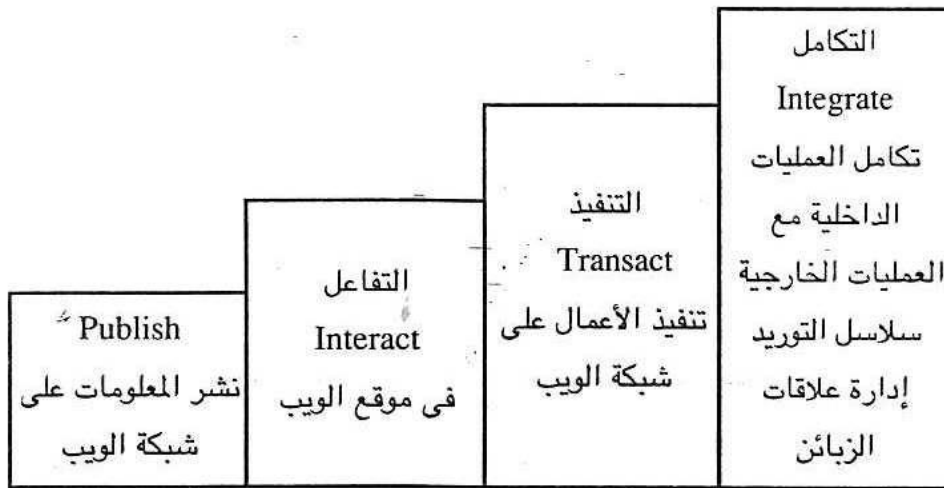 Publish
نشر المعلومات على
شبكة الويب
التفاعل
Interact
فى موقع الويب
التنفيذ
Transact
تنفيذ الأعمال على
شبكة الويب
التكامل
Integrate
تكامل العمليات
الداخلية مع
العمليات الخارجية
سلاسل التوريد
إدارة علاقات
الزبائن